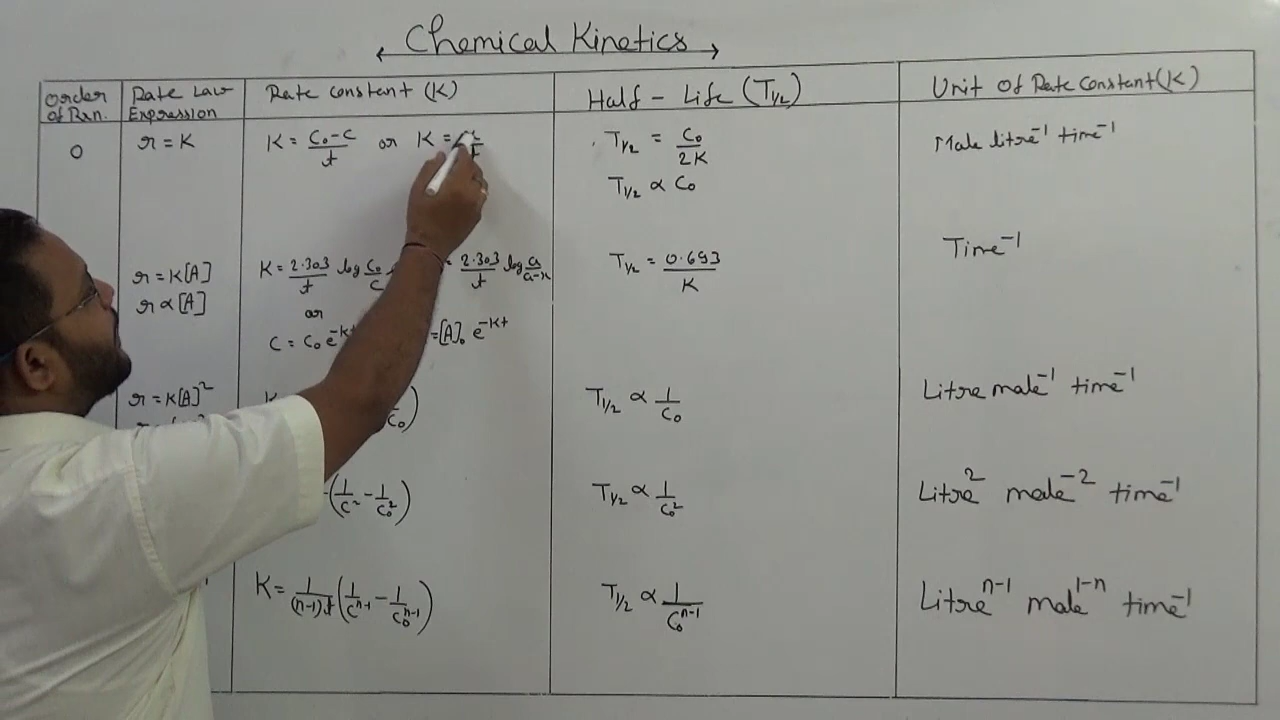 Chemical Kinetics
Order of Rxn. | Rate Law Expression | Rate Constant (K) | Half - Life (T½) | Unit Of Rate Constant(K)
0 | r = K | K = C₀-C/t or K = | T½ = C₀/2K | Mole litre⁻¹ time⁻¹
T½ ∝ C₀
r = K[A] | K = 2.303/t log C₀/C = 2.303/t log a/a-x | T½ = 0.693/K | Time⁻¹
r ∝ [A] | or
C = C₀ e⁻ᴷᵗ = [A]₀ e⁻ᴷᵗ
r = K[A]² | T½ ∝ 1/C₀ | Litre mole⁻¹ time⁻¹
(1/C² - 1/C₀²) | T½ ∝ 1/C₀² | Litre² mole⁻² time⁻¹
K = 1/(n-1).t (1/Cⁿ⁻¹ - 1/C₀ⁿ⁻¹) | T½ ∝ 1/C₀ⁿ⁻¹ | Litreⁿ⁻¹ mole¹⁻ⁿ time⁻¹